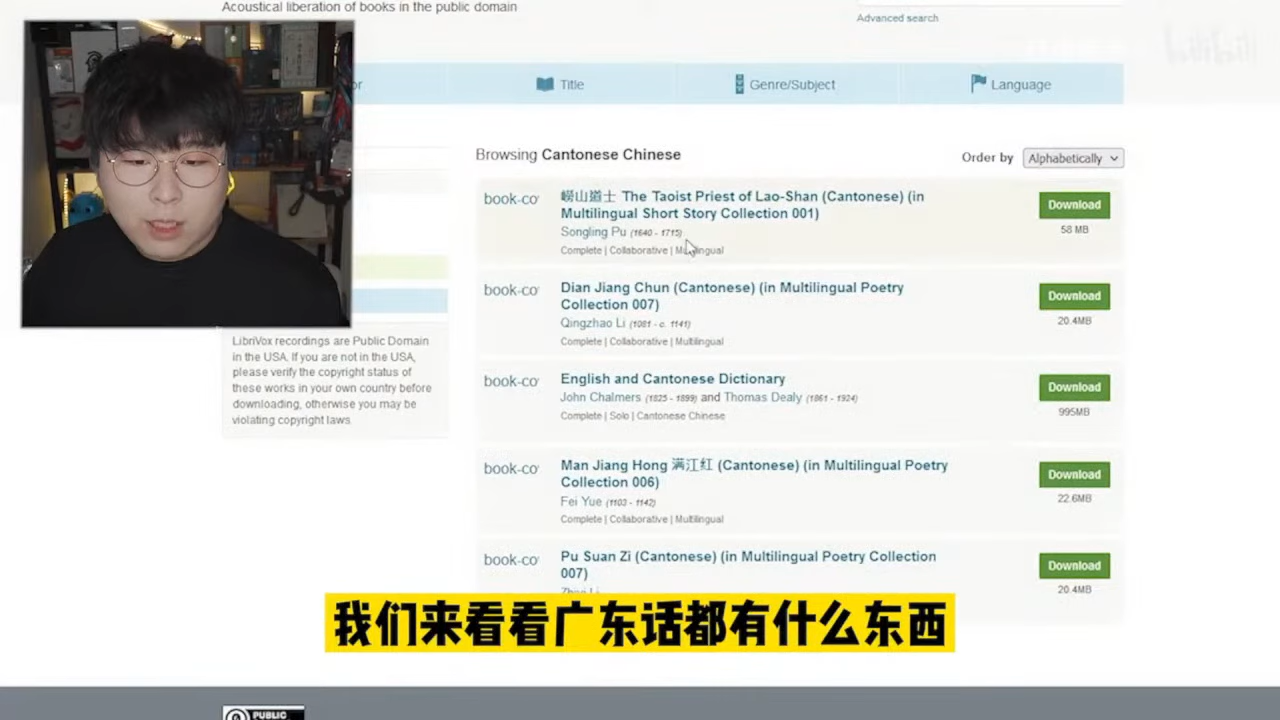 Acoustical liberation of books in the public domain
Advanced search
or
Title
Genre/Subject
Language
Browsing Cantonese Chinese
Order by
Alphabetically
book-co
崂山道士 The Taoist Priest of Lao-Shan (Cantonese) (in
Multilingual Short Story Collection 001)
Songling Pu (1640 - 1715)
Complete | Collaborative | Multilingual
Download
58 MB
book-co
Dian Jiang Chun (Cantonese) (in Multilingual Poetry
Collection 007)
Qingzhao Li (1081 - c. 1141)
Complete | Collaborative | Multilingual
Download
20.4MB
LibriVox recordings are Public Domain
in the USA. If you are not in the USA,
please verify the copyright status of
these works in your own country before
downloading, otherwise you may be
violating copyright laws.
book-co
English and Cantonese Dictionary
John Chalmers (1825 - 1899) and Thomas Dealy (1861 - 1924)
Complete | Solo | Cantonese Chinese
Download
995MB
book-co
Man Jiang Hong 满江红 (Cantonese) (in Multilingual Poetry
Collection 006)
Fei Yue (1103 - 1142)
Complete | Collaborative | Multilingual
Download
22.6MB
book-co
Pu Suan Zi (Cantonese) (in Multilingual Poetry Collection
007)
Download
20.4MB
我们来看看广东话都有什么东西
PUBLIC
bilibili